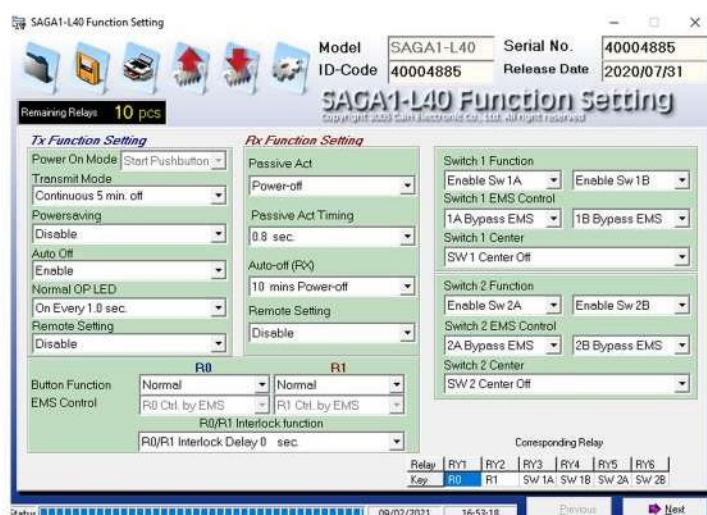 SAGA1-L40 Function Setting
Model SAGA1-L40 Serial No. 40004885
ID-Code 40004885 Release Date 2020/07/31
Remaining Relays 10 pcs
SAGA1-L40 Function Setting
Tx Function Setting
Power On Mode Start Pushbutton
Transmit Mode
Continuous 5 min. off
Powersaving
Disable
Auto Off
Enable
Normal OP LED
On Every 1.0 sec.
Remote Setting
Disable
Rx Function Setting
Passive Act
Power-off
Passive Act Timing
0.8 sec.
Auto-off (RX)
10 mins Power-off
Remote Setting
Disable
Switch 1 Function
Enable Sw 1A Enable Sw 1B
Switch 1 EMS Control
1A Bypass EMS 1B Bypass EMS
Switch 1 Center
SW 1 Center Off
Switch 2 Function
Enable Sw 2A Enable Sw 2B
Switch 2 EMS Control
2A Bypass EMS 2B Bypass EMS
Switch 2 Center
SW 2 Center Off
R0 R1
Button Function Normal Normal
EMS Control R0 Ctrl. by EMS R1 Ctrl. by EMS
R0/R1 Interlock function
R0/R1 Interlock Delay 0 sec.
Corresponding Relay
Relay RY1 RY2 RY3 RY4 RY5 RY6
Key R0 R1 SW 1A SW 1B SW 2A SW 2B
Status 09/02/2021 16:53:18 Previous Next